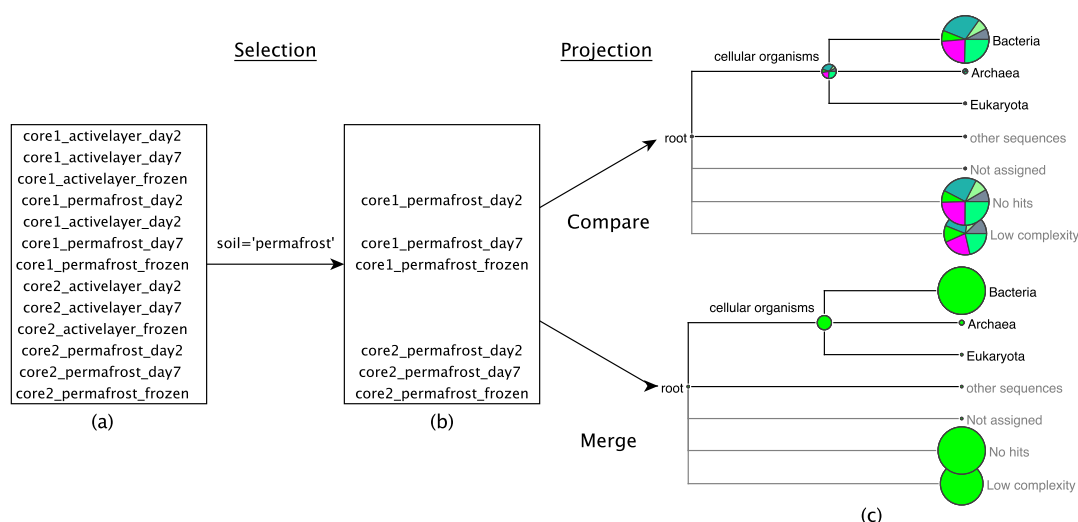 Selection
Projection
core1_activelayer_day2
core1_activelayer_day7
core1_activelayer_frozen
core1_permafrost_day2
core1_activelayer_day2
core1_permafrost_day7
core1_permafrost_frozen
core2_activelayer_day2
core2_activelayer_day7
core2_activelayer_frozen
core2_permafrost_day2
core2_permafrost_day7
core2_permafrost_frozen
(a)
soil='permafrost'
core1_permafrost_day2
core1_permafrost_day7
core1_permafrost_frozen
core2_permafrost_day2
core2_permafrost_day7
core2_permafrost_frozen
(b)
Compare
root
cellular organisms
Bacteria
Archaea
Eukaryota
other sequences
Not assigned
No hits
Low complexity
Merge
root
cellular organisms
Bacteria
Archaea
Eukaryota
other sequences
Not assigned
No hits
Low complexity
(c)